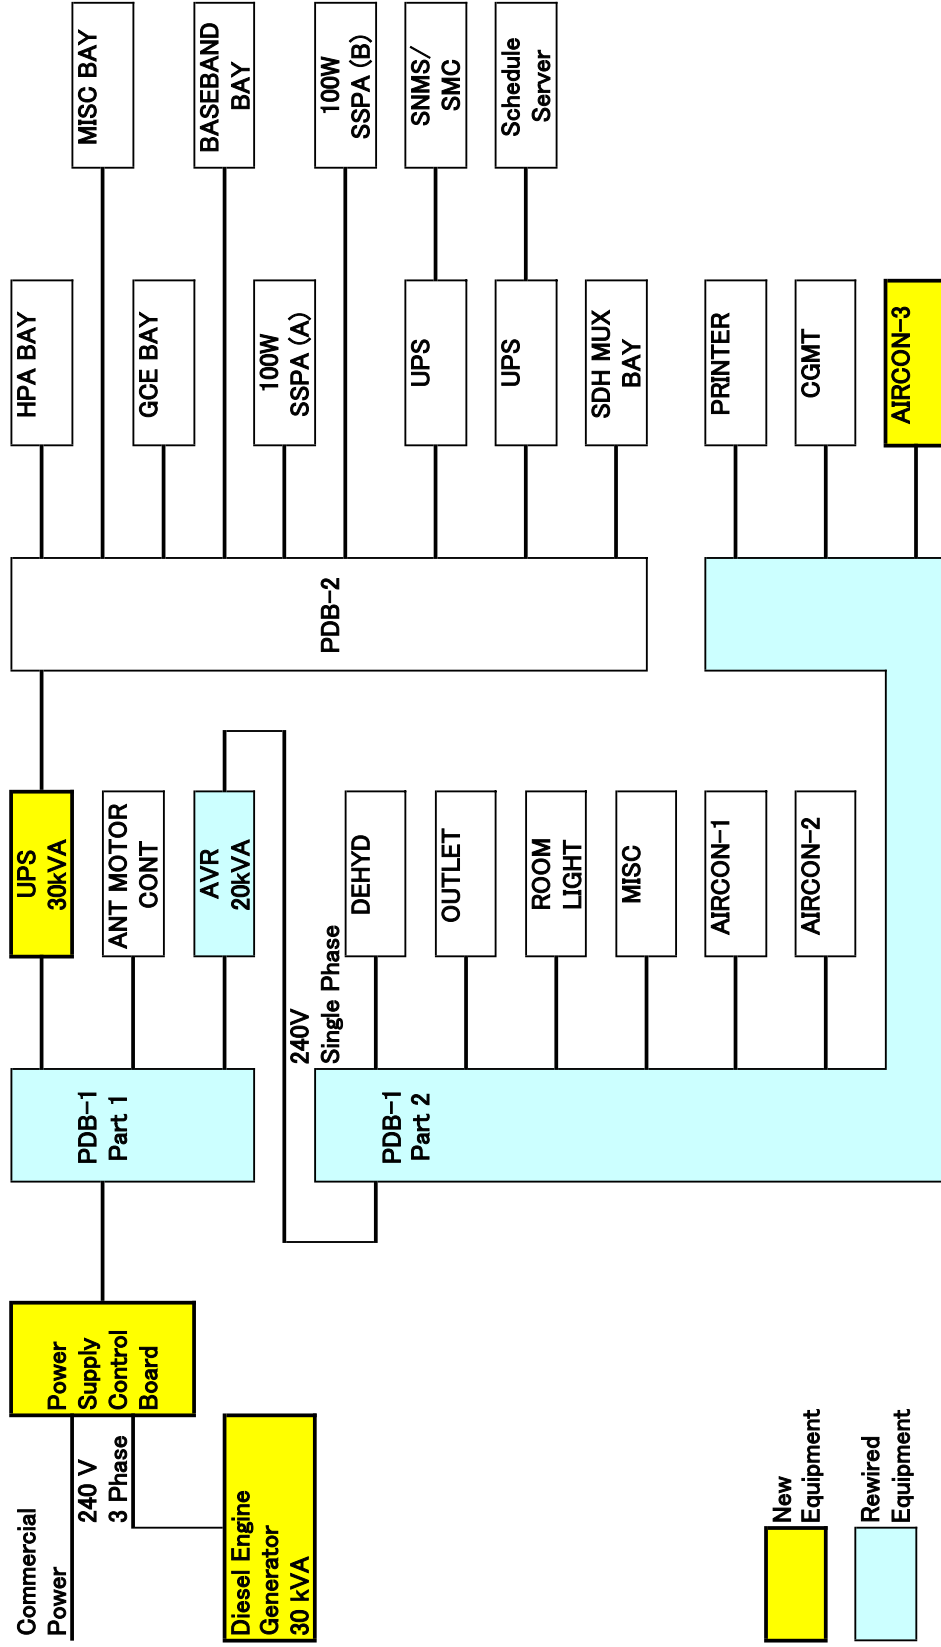 Commercial
Power
240 V
3 Phase
Diesel Engine
Generator
30 kVA
Power
Supply
Control
Board
PDB-1
Part 1
UPS
30kVA
ANT MOTOR
CONT
AVR
20kVA
240V
Single Phase
PDB-1
Part 2
DEHYD
OUTLET
ROOM
LIGHT
MISC
AIRCON-1
AIRCON-2
PDB-2
HPA BAY
MISC BAY
GCE BAY
BASEBAND
BAY
100W
SSPA (A)
100W
SSPA (B)
UPS
SNMS/
SMC
UPS
Schedule
Server
SDH MUX
BAY
PRINTER
CGMT
AIRCON-3
New
Equipment
Rewired
Equipment